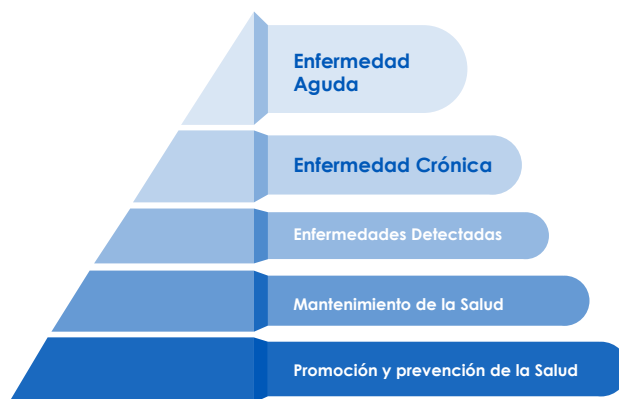 Enfermedad
Aguda
Enfermedad Crónica
Enfermedades Detectadas
Mantenimiento de la Salud
Promoción y prevención de la Salud